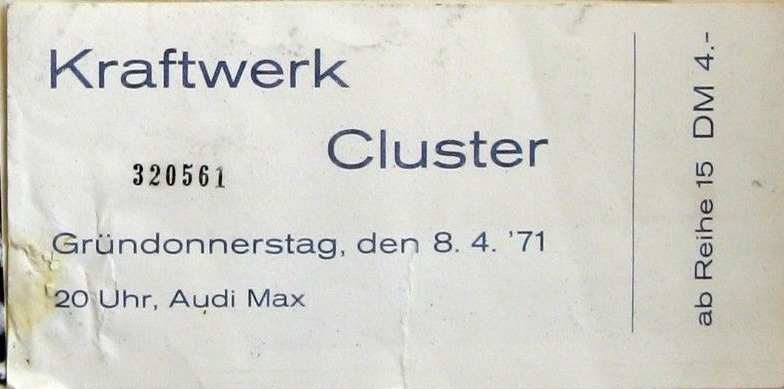 Kraftwerk
Cluster
320561
Gründonnerstag, den 8. 4. '71
20 Uhr, Audi Max
ab Reihe 15 DM 4.-